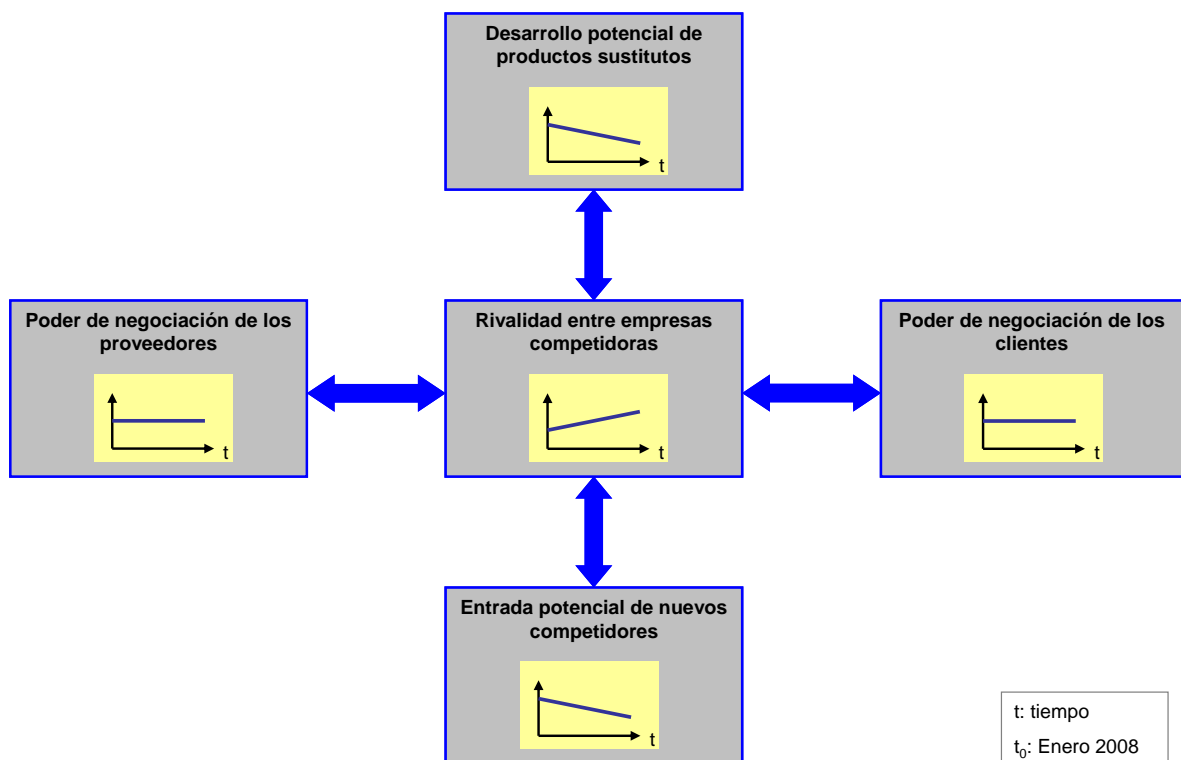 Desarrollo potencial de
productos sustitutos
t
Poder de negociación de los
proveedores
t
Rivalidad entre empresas
competidoras
t
Poder de negociación de los
clientes
t
Entrada potencial de nuevos
competidores
t
t: tiempo
t₀: Enero 2008